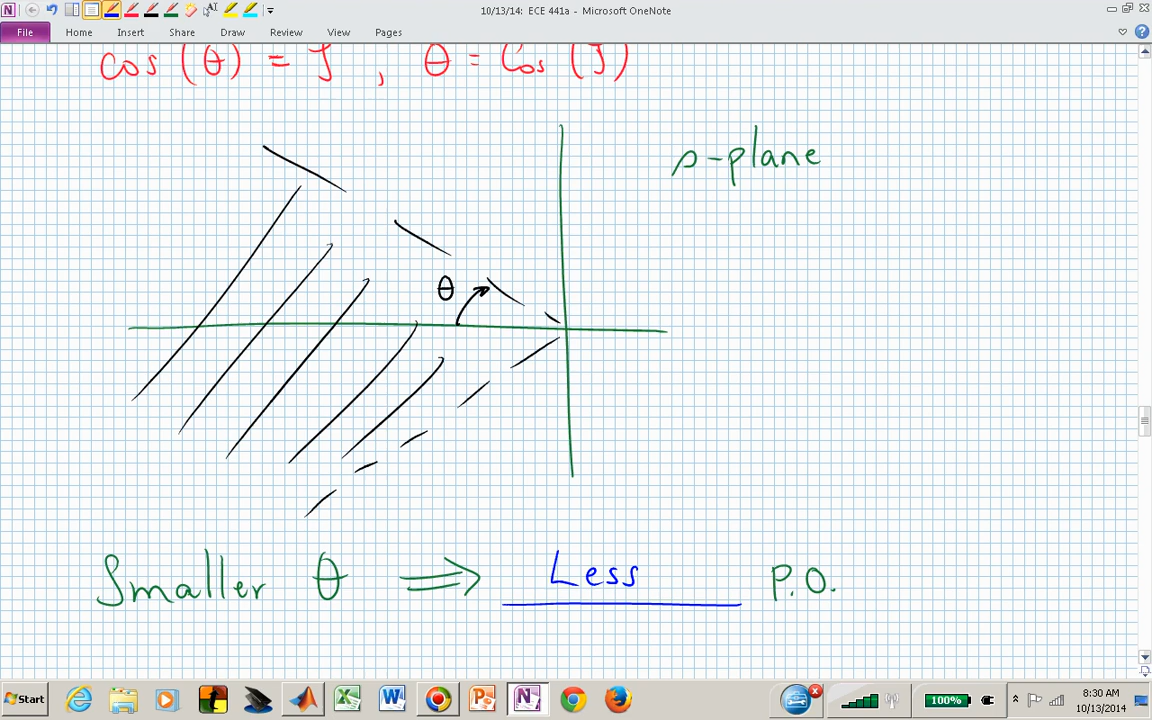 10/13/14: ECE 441a - Microsoft OneNote
File Home Insert Share Draw Review View Pages
cos (θ) = ζ , θ = Cos (ζ)
s-plane
θ
Smaller θ ⇒ Less P.O.
Start
100%
8:30 AM
10/13/2014